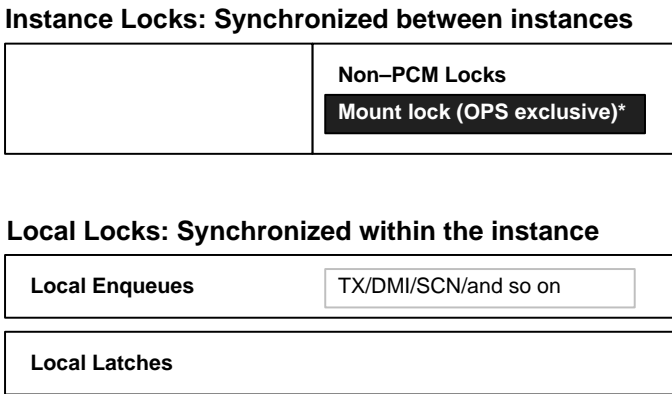 Instance Locks: Synchronized between instances
Non–PCM Locks
Mount lock (OPS exclusive)*
Local Locks: Synchronized within the instance
Local Enqueues
TX/DMI/SCN/and so on
Local Latches